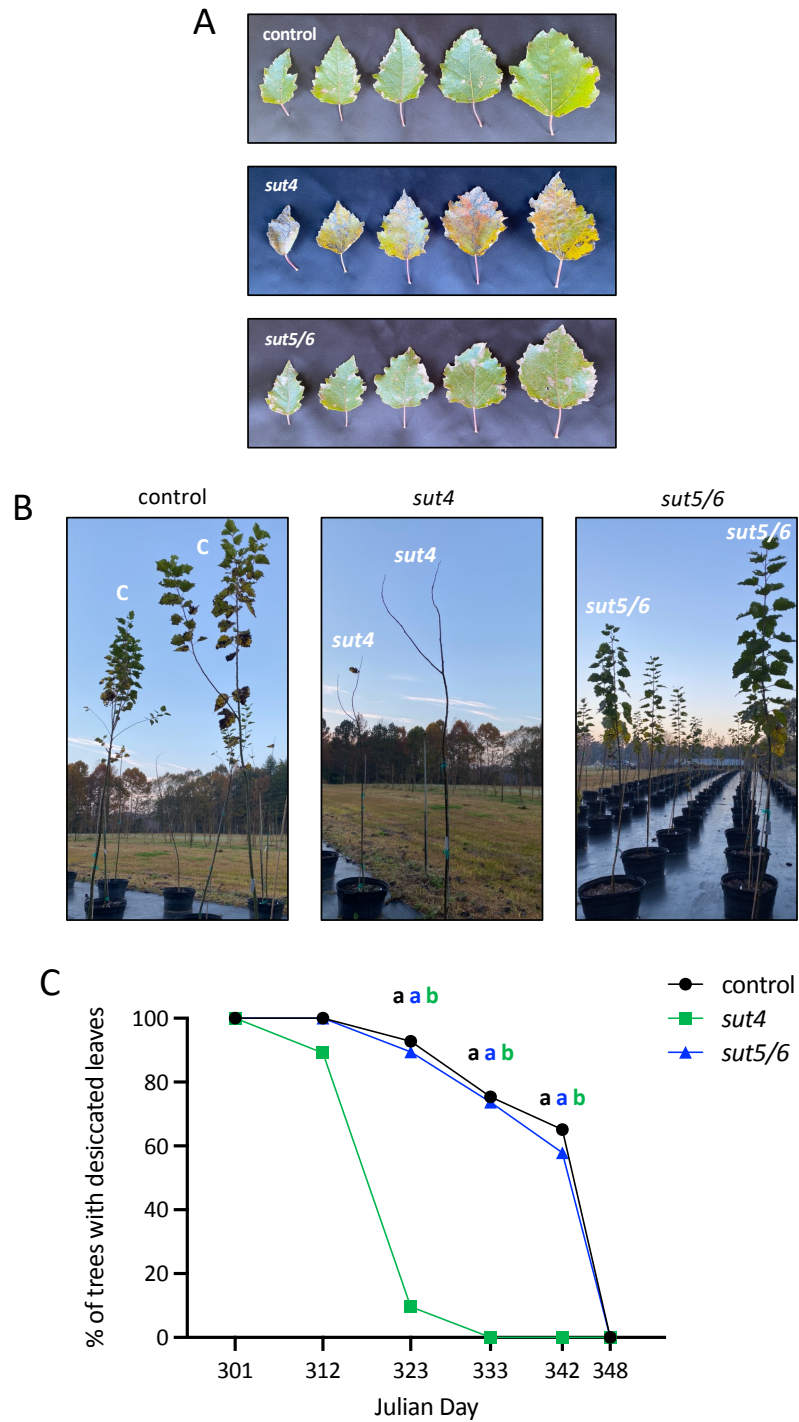 A
control
sut4
sut5/6
B
control
sut4
sut5/6
C
C
sut4
sut4
sut5/6
sut5/6
C
control
sut4
sut5/6
a a b
a a b
a a b
% of trees with desiccated leaves
100
80
60
40
20
0
301 312 323 333 342 348
Julian Day